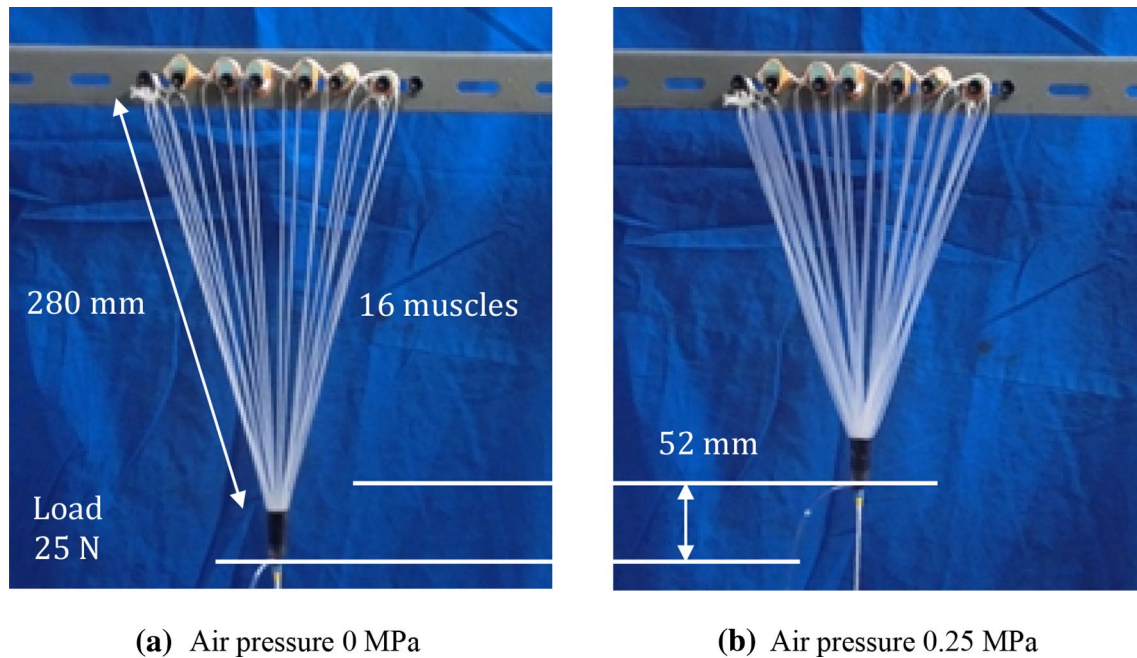 280 mm
16 muscles
Load
25 N
52 mm
(a) Air pressure 0 MPa
(b) Air pressure 0.25 MPa